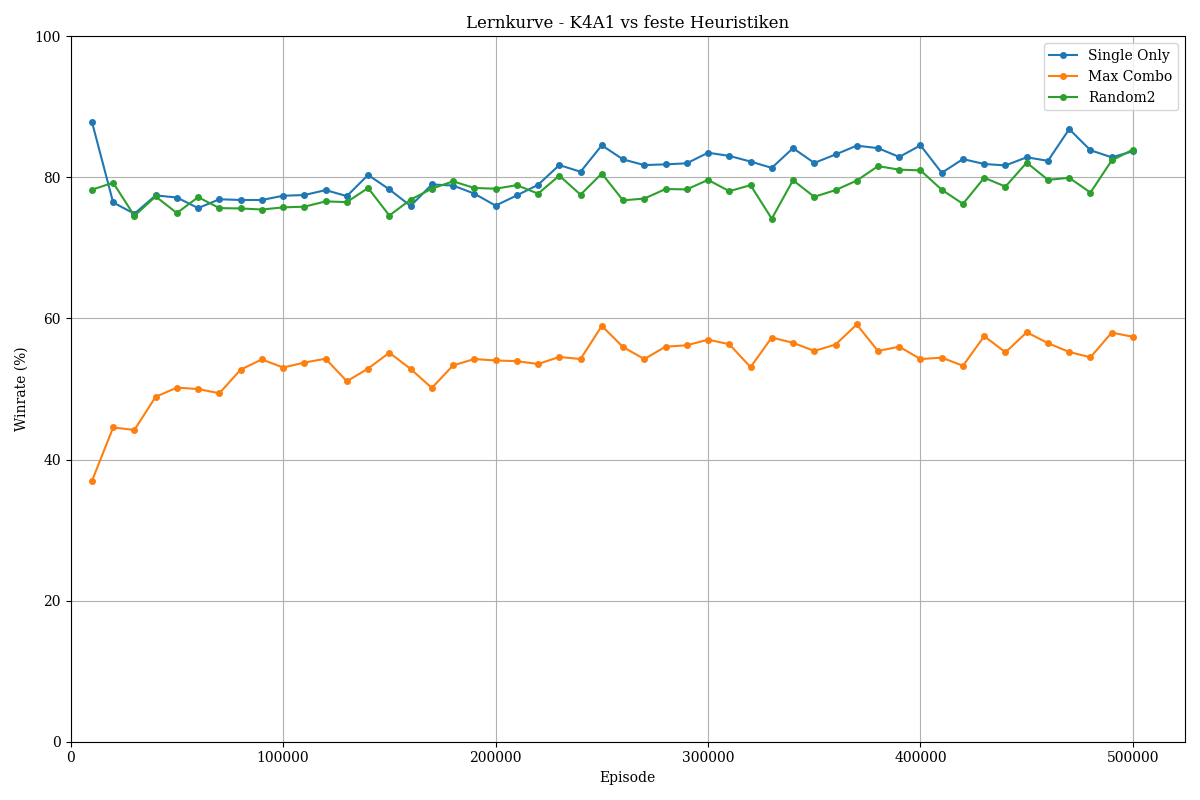 Lernkurve - K4A1 vs feste Heuristiken
100
80
60
40
20
0
Winrate (%)
0
100000
200000
300000
400000
500000
Episode
Single Only
Max Combo
Random2